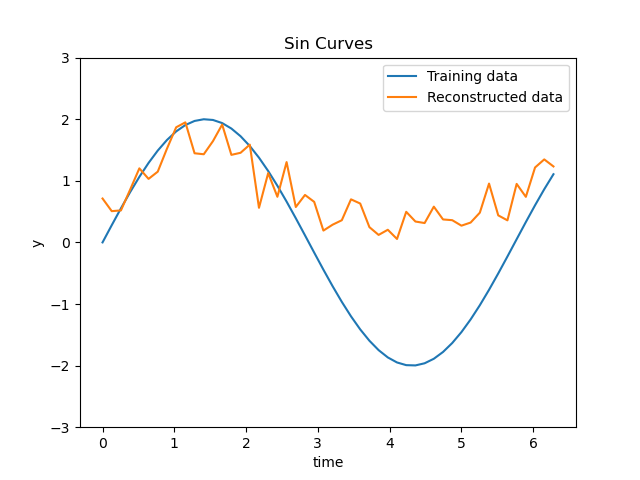 Sin Curves
Training data
Reconstructed data
3
2
1
0
−1
−2
−3
y
0 1 2 3 4 5 6
time